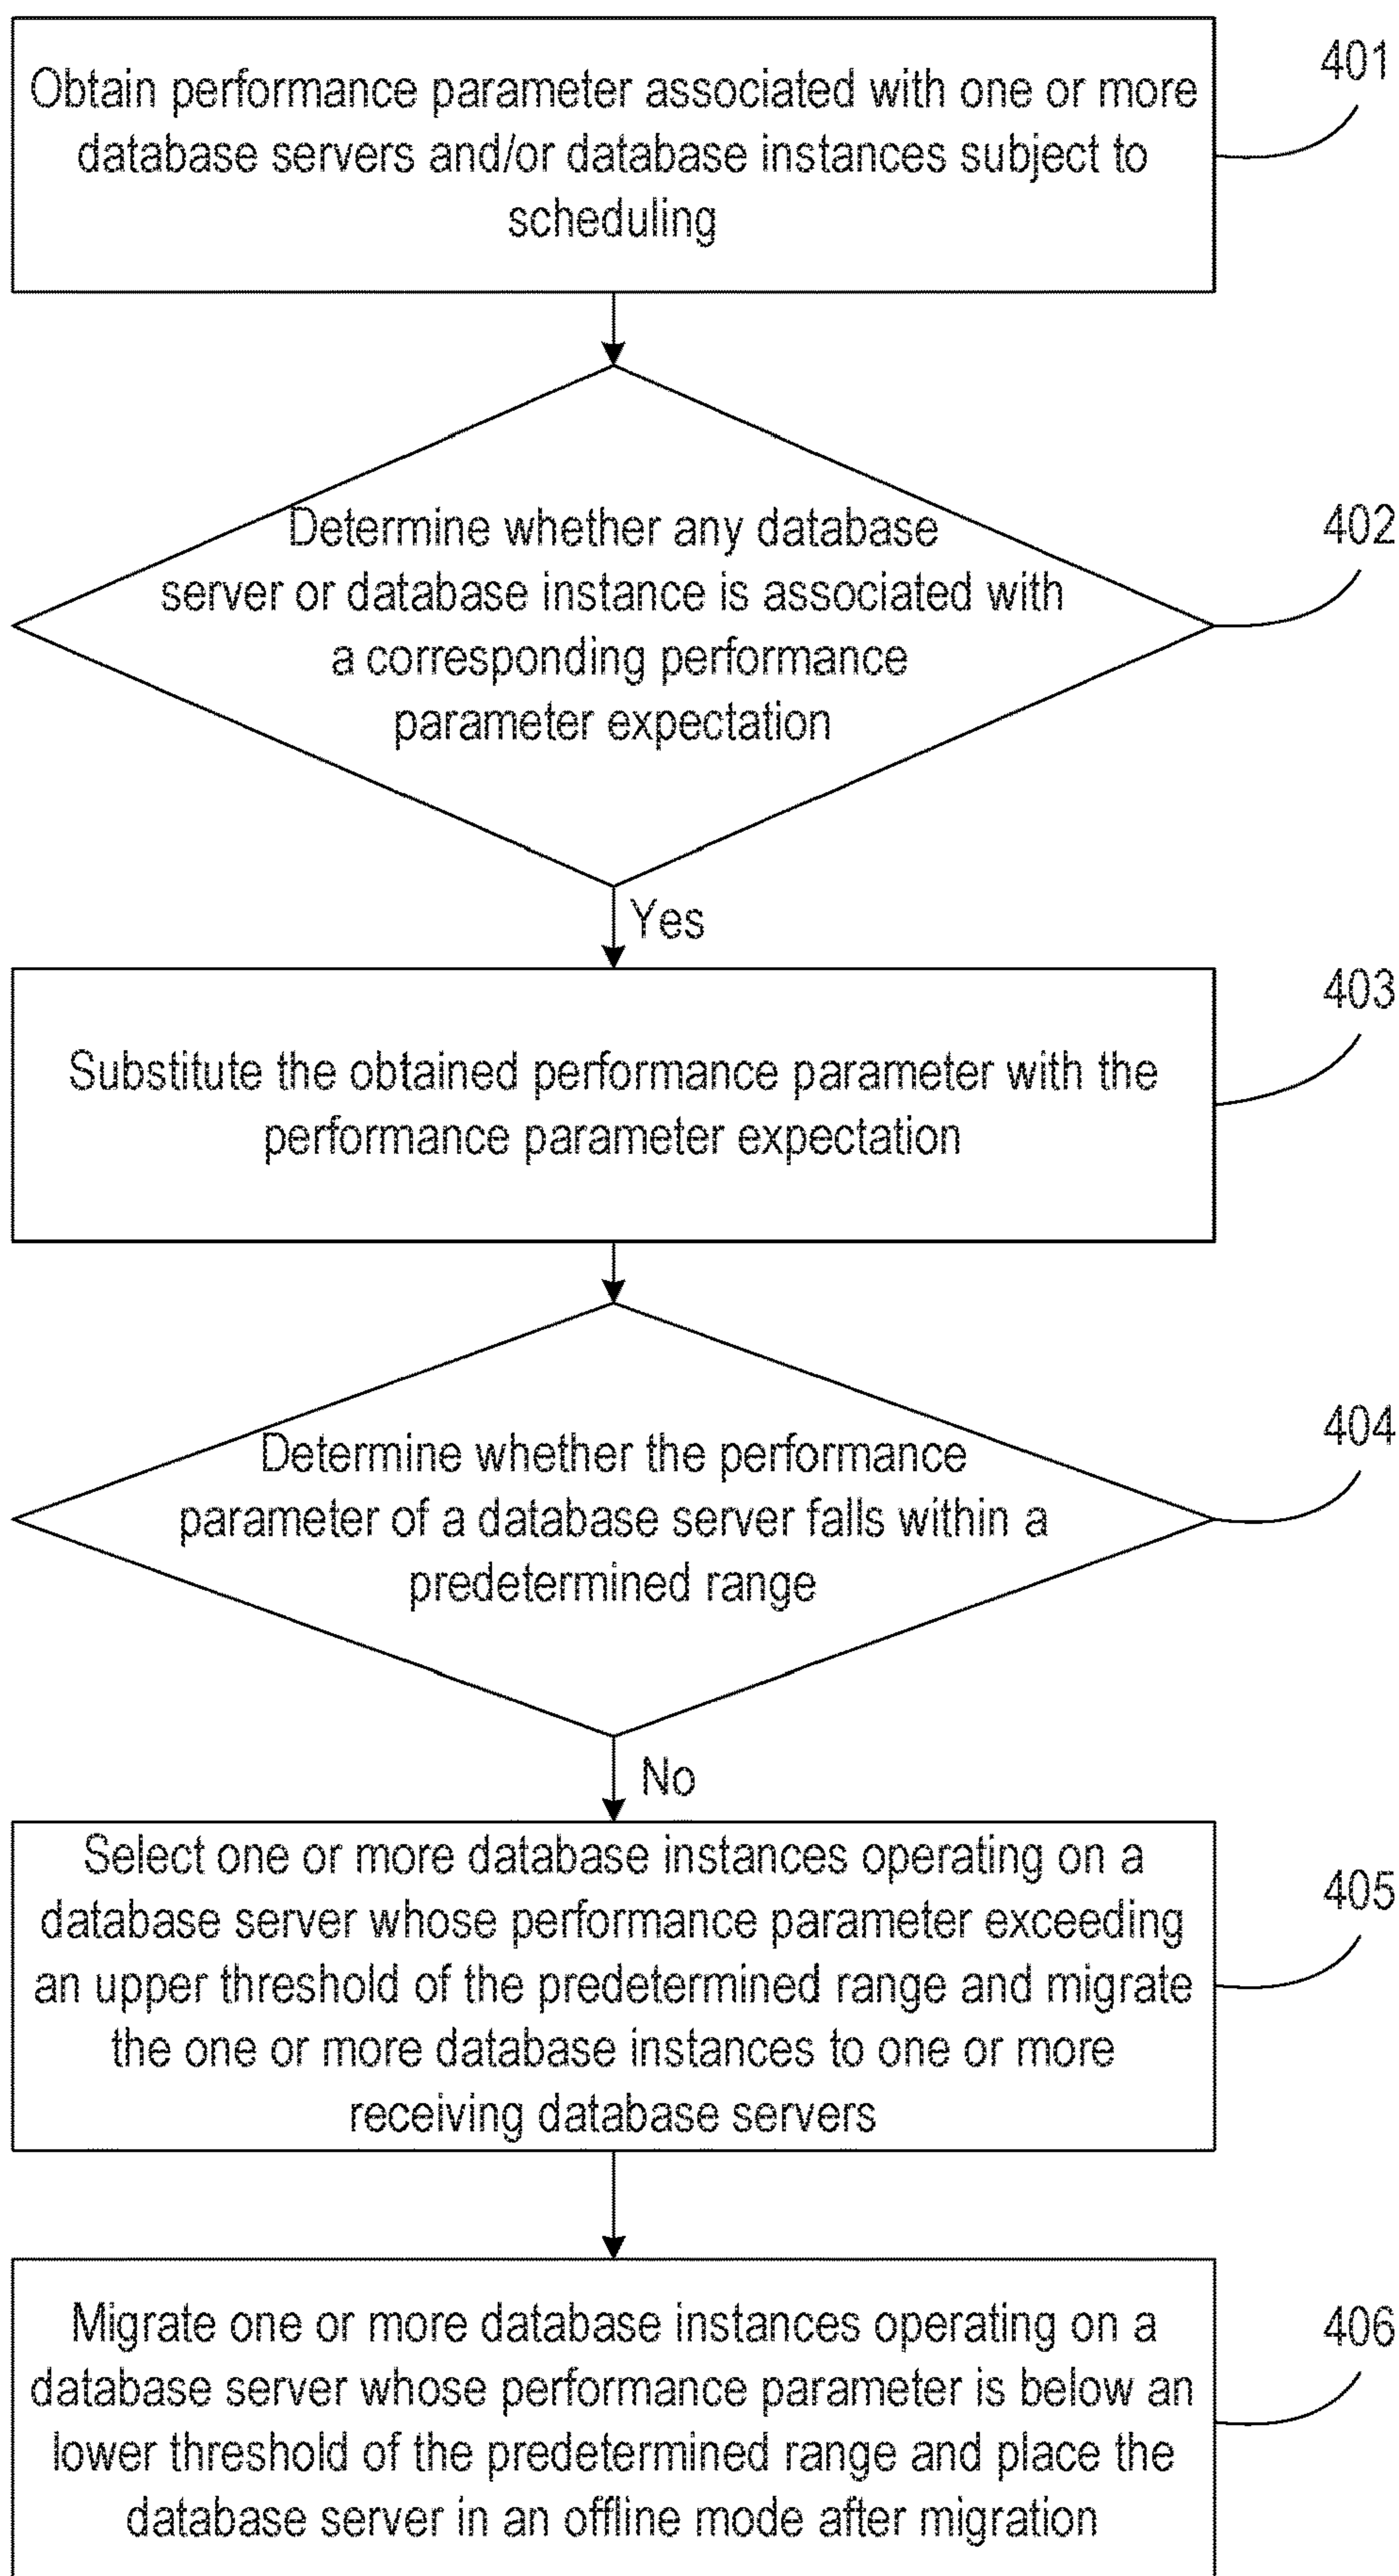 Obtain performance parameter associated with one or more
database servers and/or database instances subject to
scheduling
401
Determine whether any database
server or database instance is associated with
a corresponding performance
parameter expectation
402
Yes
Substitute the obtained performance parameter with the
performance parameter expectation
403
Determine whether the performance
parameter of a database server falls within a
predetermined range
404
No
Select one or more database instances operating on a
database server whose performance parameter exceeding
an upper threshold of the predetermined range and migrate
the one or more database instances to one or more
receiving database servers
405
Migrate one or more database instances operating on a
database server whose performance parameter is below an
lower threshold of the predetermined range and place the
database server in an offline mode after migration
406